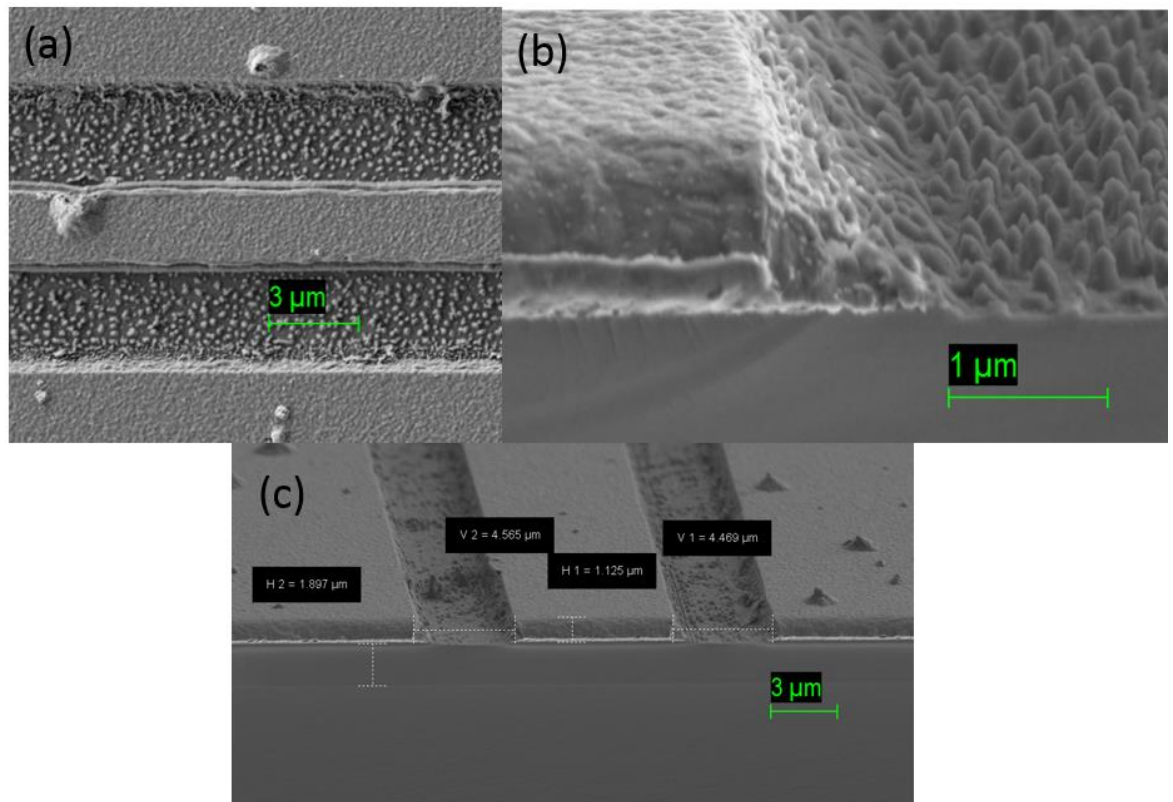 (a)
3 µm
(b)
1 µm
(c)
V 2 = 4.565 µm
V 1 = 4.469 µm
H 1 = 1.125 µm
H 2 = 1.897 µm
3 µm